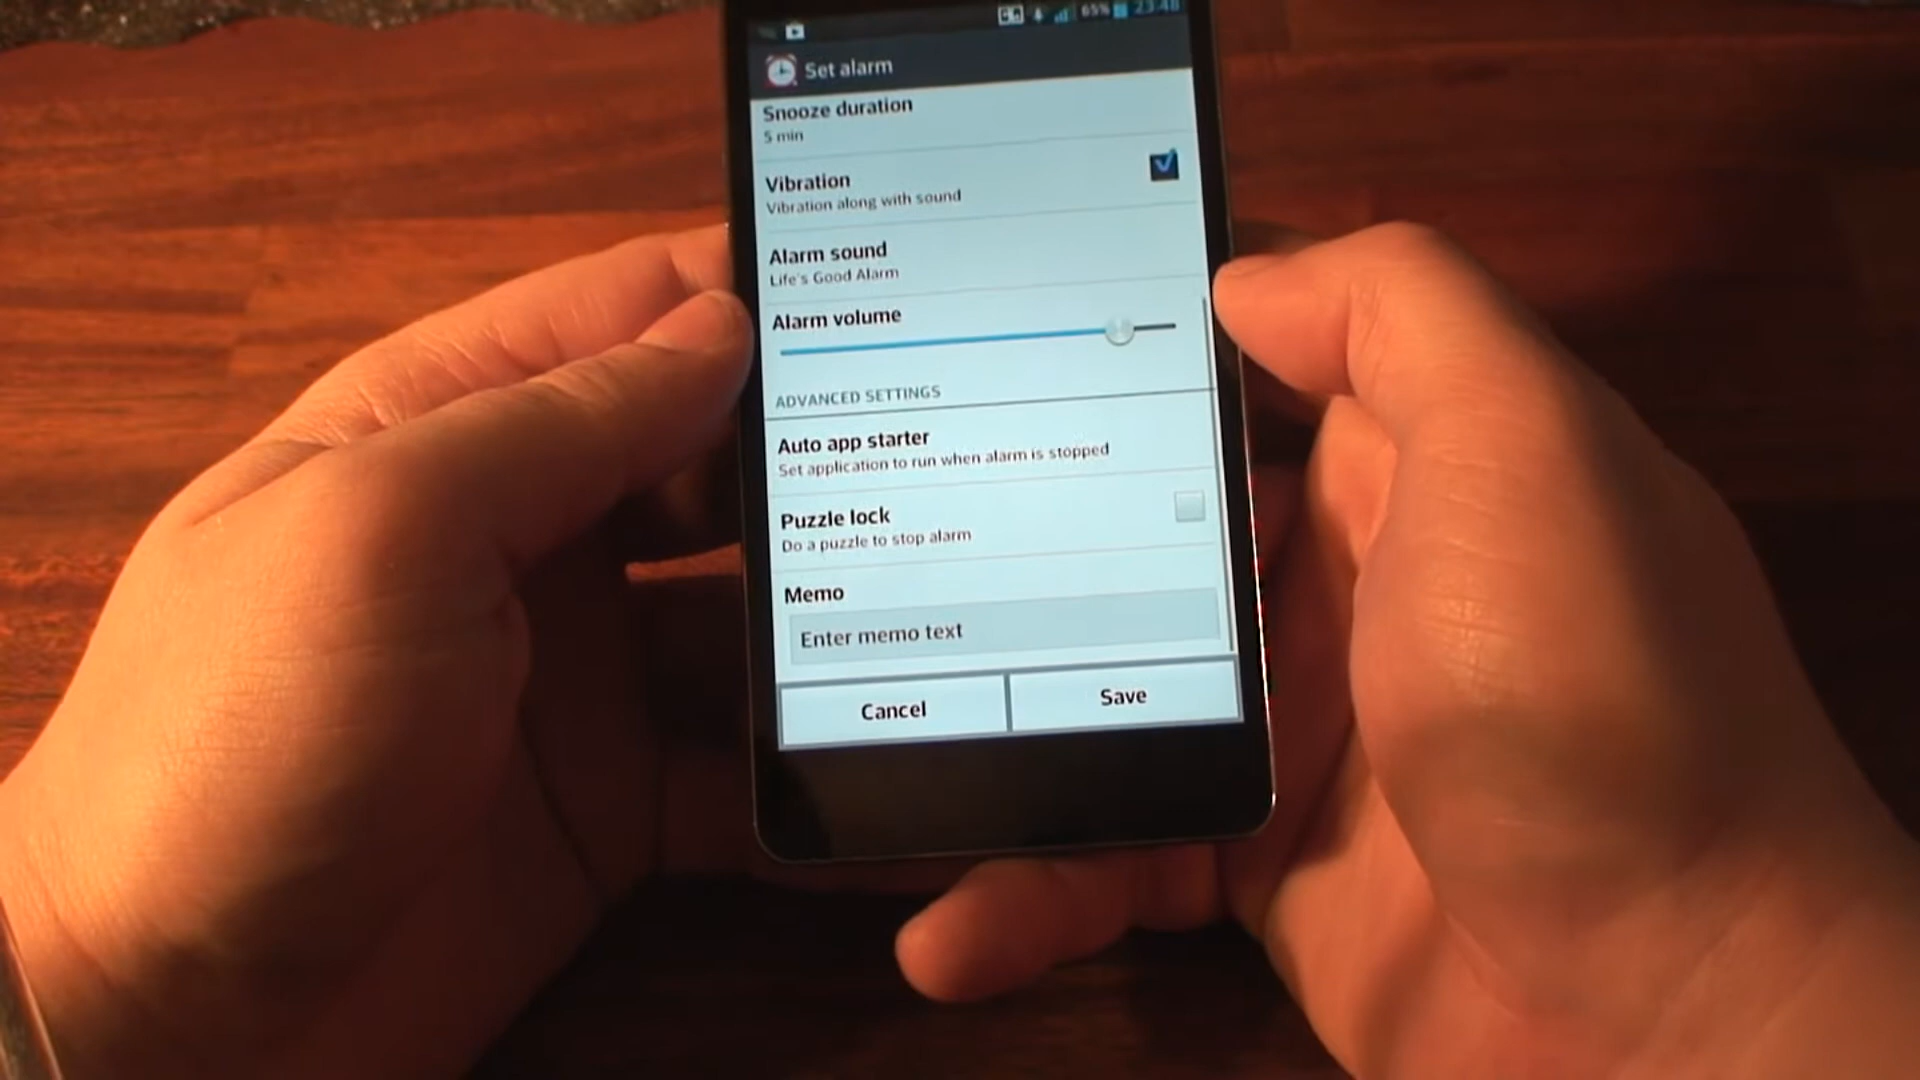 65% 23:48
Set alarm
Snooze duration
5 min
Vibration
Vibration along with sound
Alarm sound
Life's Good Alarm
Alarm volume
ADVANCED SETTINGS
Auto app starter
Set application to run when alarm is stopped
Puzzle lock
Do a puzzle to stop alarm
Memo
Enter memo text
Cancel
Save